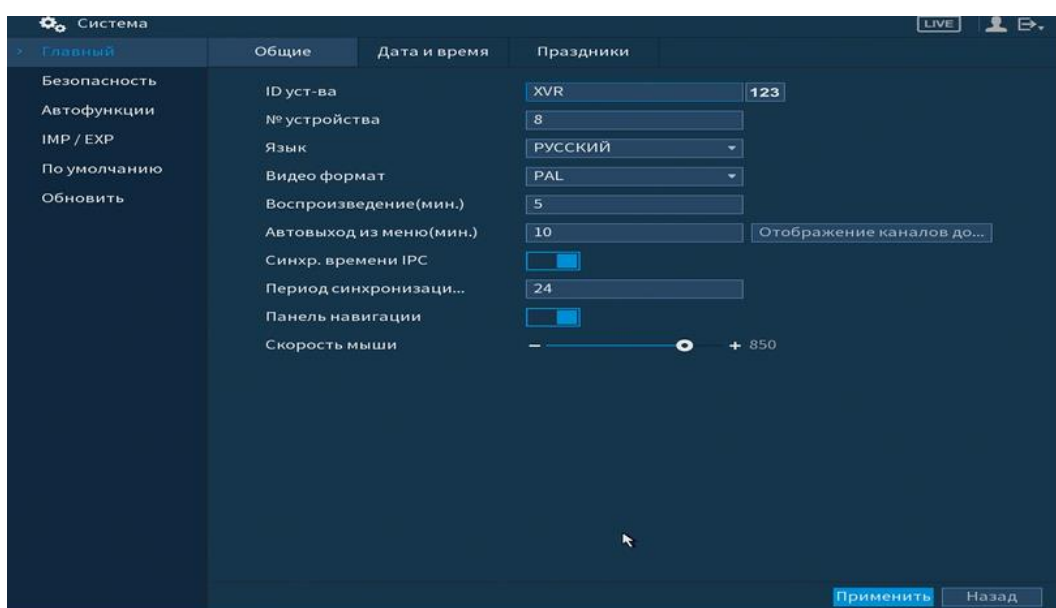 Система LIVE
Главный Общие Дата и время Праздники
Безопасность
ID уст-ва XVR 123
Автофункции
№ устройства 8
IMP / EXP
Язык РУССКИЙ
По умолчанию
Видео формат PAL
Обновить
Воспроизведение(мин.) 5
Автовыход из меню(мин.) 10 Отображение каналов до...
Синхр. времени IPC
Период синхронизаци... 24
Панель навигации
Скорость мыши - + 850
Применить Назад